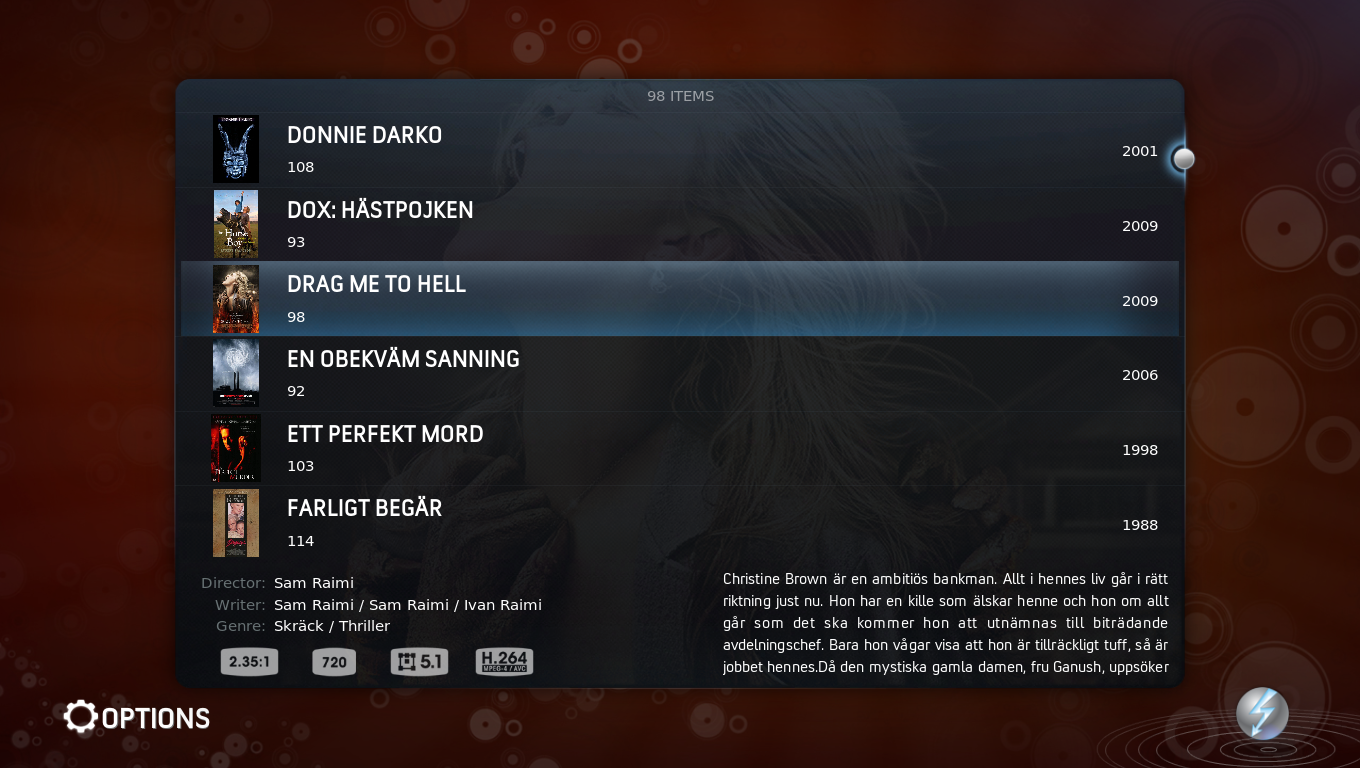 98 ITEMS
DONNIE DARKO
108
2001
DOX: HÄSTPOJKEN
93
2009
DRAG ME TO HELL
98
2009
EN OBEKVÄM SANNING
92
2006
ETT PERFEKT MORD
103
1998
FARLIGT BEGÄR
114
1988
Director: Sam Raimi
Writer: Sam Raimi / Sam Raimi / Ivan Raimi
Genre: Skräck / Thriller
2.35:1
720
5.1
H.264
MPEG-4 / AVC
Christine Brown är en ambitiös bankman. Allt i hennes liv går i rätt
riktning just nu. Hon har en kille som älskar henne och hon om allt
går som det ska kommer hon att utnämnas till biträdande
avdelningschef. Bara hon vågar visa att hon är tillräckligt tuff, så är
jobbet hennes.Då den mystiska gamla damen, fru Ganush, uppsöker
OPTIONS